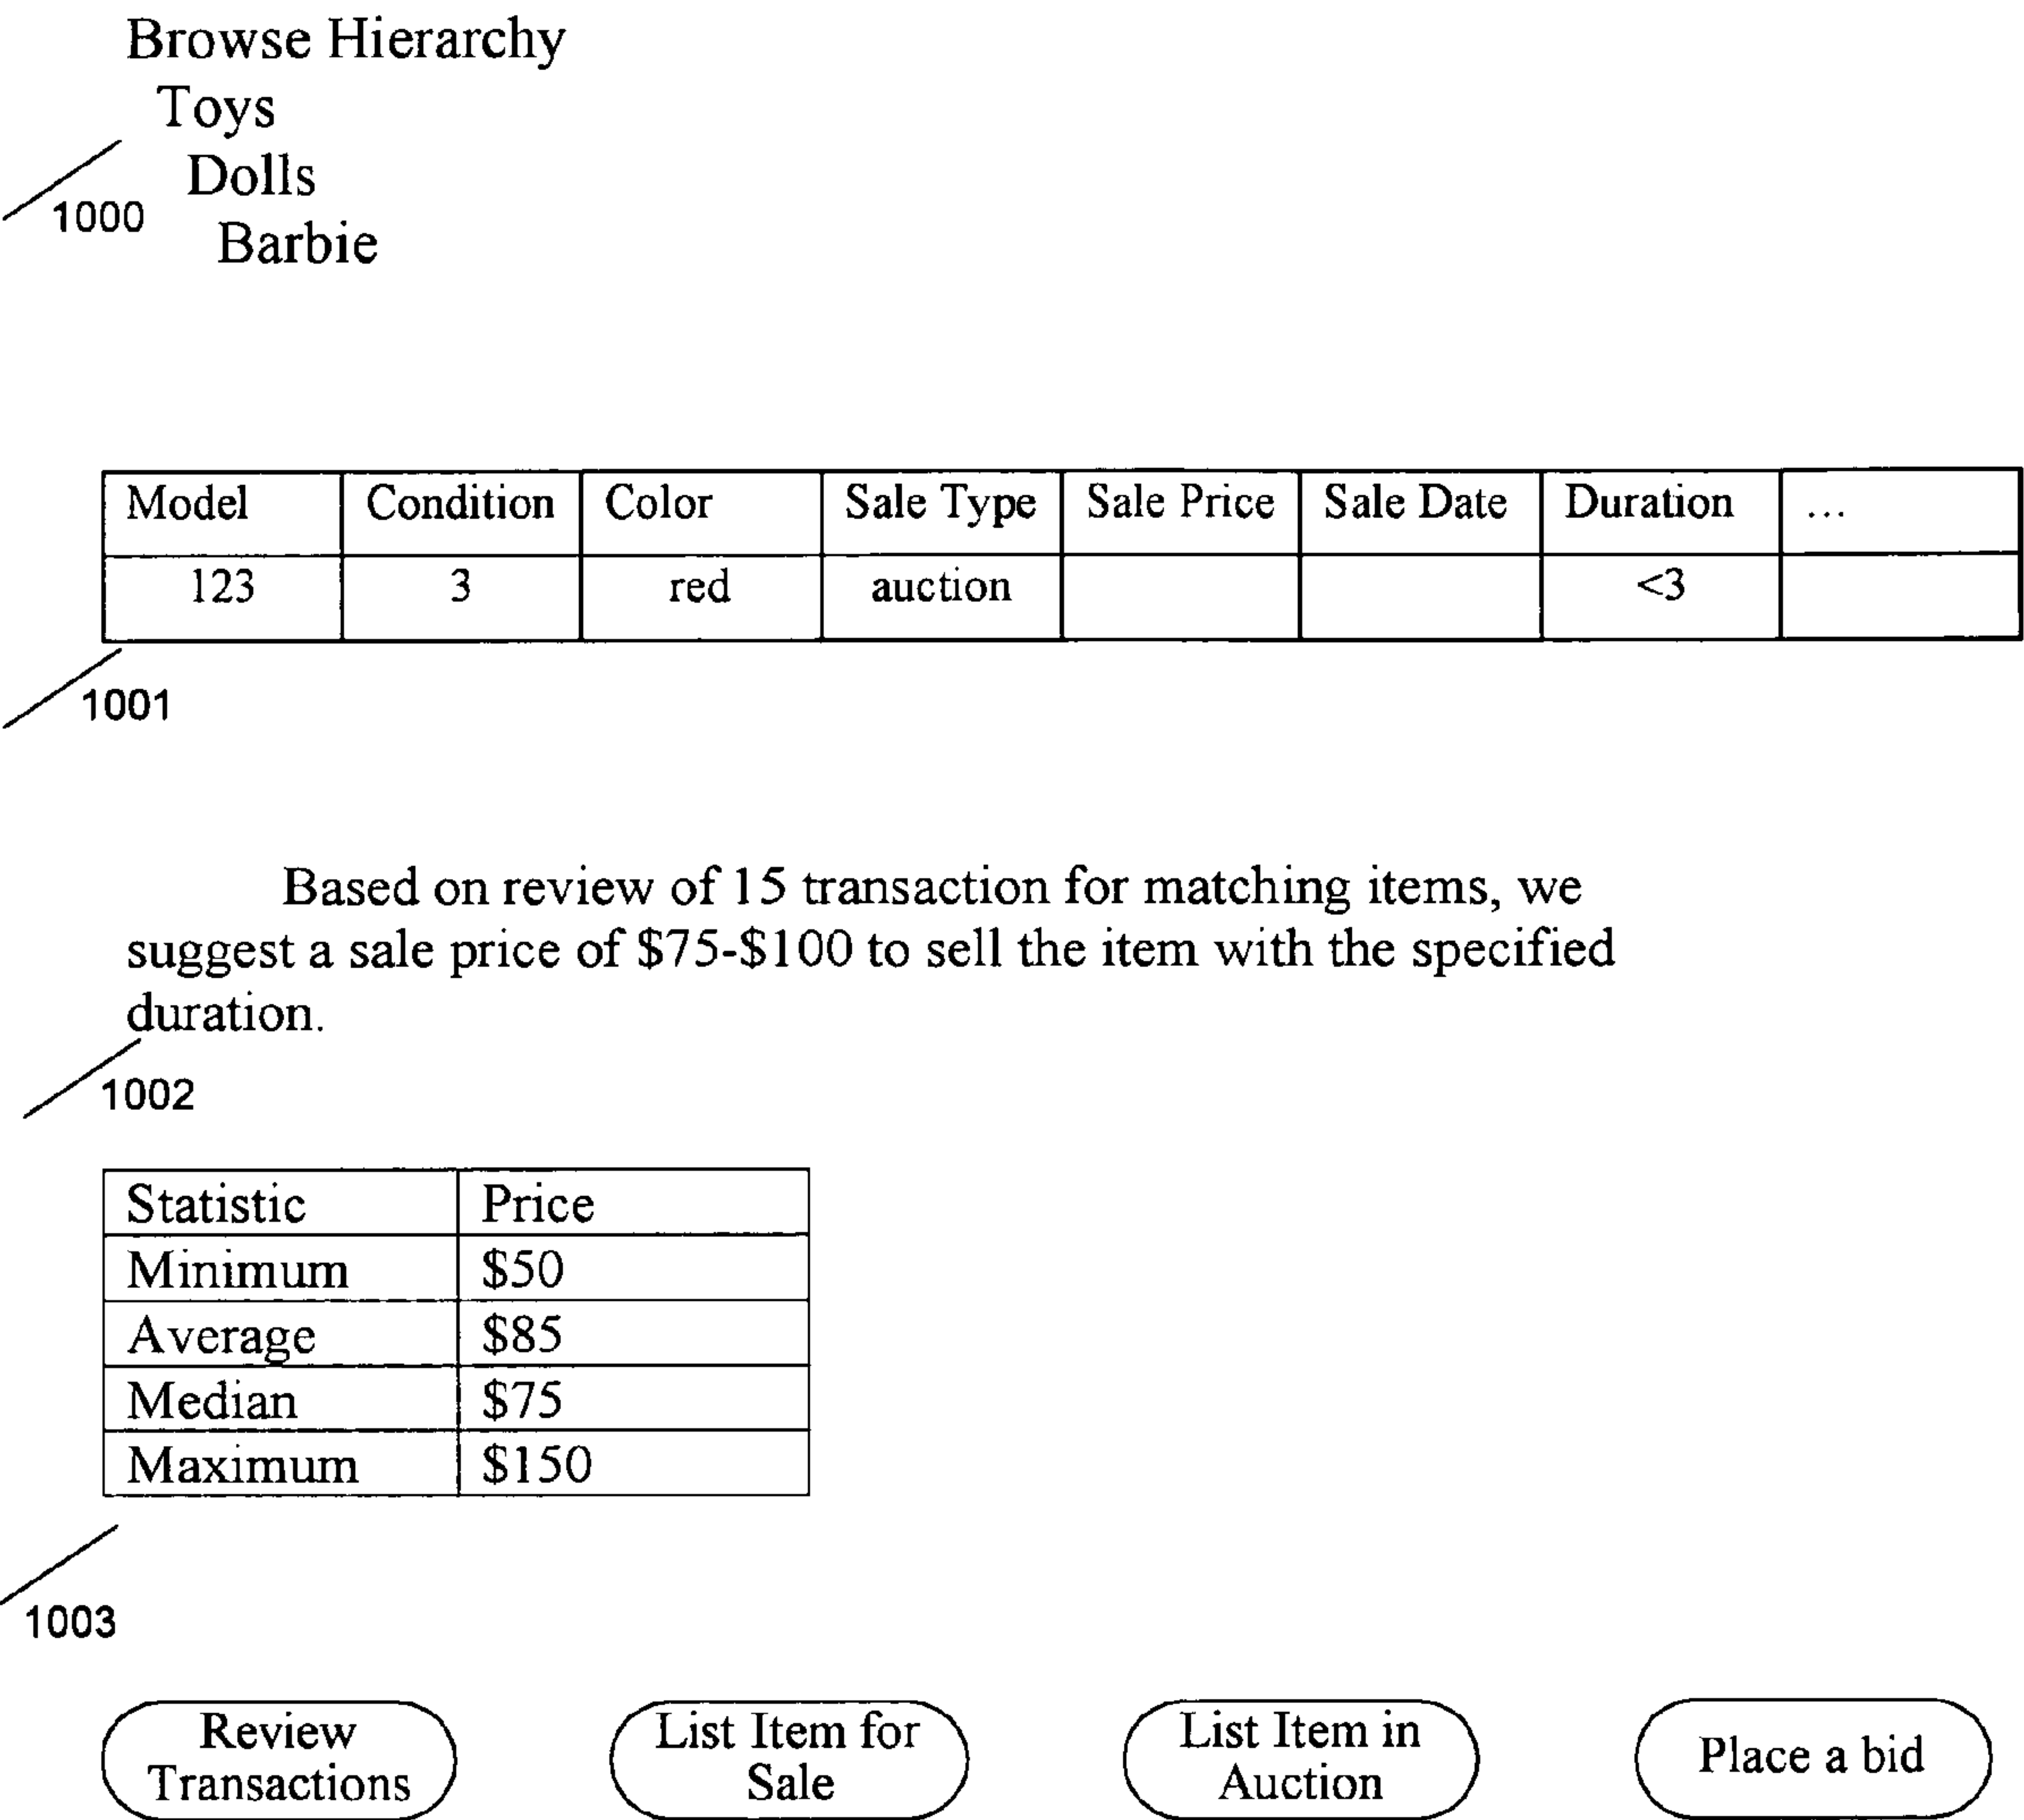 Browse Hierarchy
Toys
Dolls
1000
Barbie
Model Condition Color Sale Type Sale Price Sale Date Duration ...
123 3 red auction <3
1001
Based on review of 15 transaction for matching items, we
suggest a sale price of $75-$100 to sell the item with the specified
duration.
1002
Statistic Price
Minimum $50
Average $85
Median $75
Maximum $150
1003
Review
Transactions
List Item for
Sale
List Item in
Auction
Place a bid